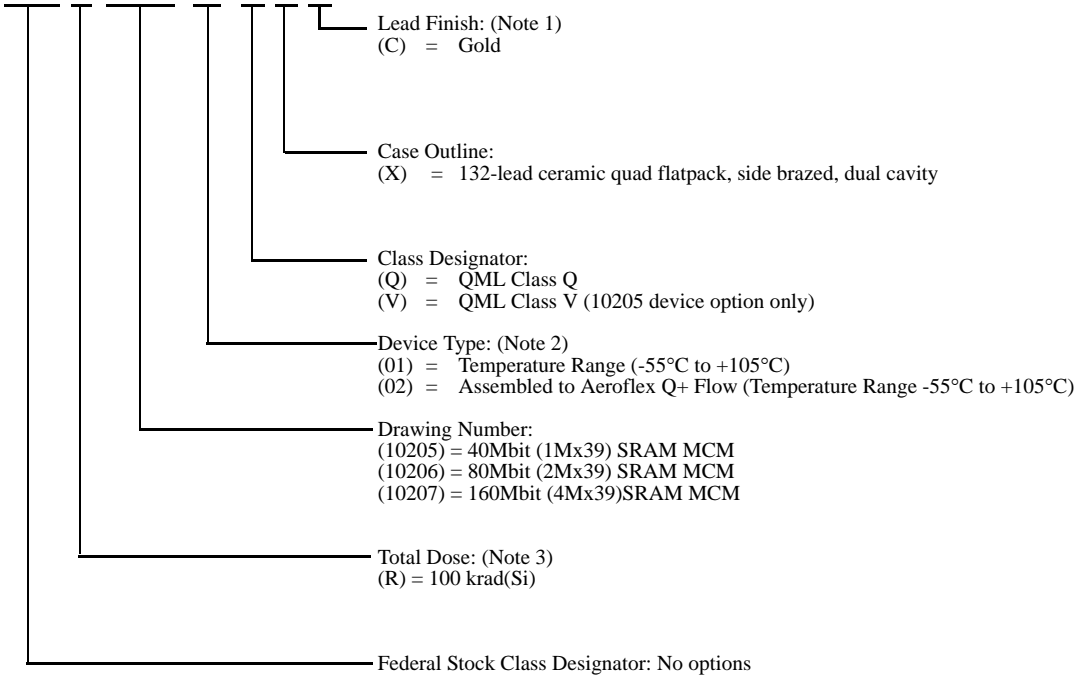 Lead Finish: (Note 1)
(C) = Gold
Case Outline:
(X) = 132-lead ceramic quad flatpack, side brazed, dual cavity
Class Designator:
(Q) = QML Class Q
(V) = QML Class V (10205 device option only)
Device Type: (Note 2)
(01) = Temperature Range (-55°C to +105°C)
(02) = Assembled to Aeroflex Q+ Flow (Temperature Range -55°C to +105°C)
Drawing Number:
(10205) = 40Mbit (1Mx39) SRAM MCM
(10206) = 80Mbit (2Mx39) SRAM MCM
(10207) = 160Mbit (4Mx39)SRAM MCM
Total Dose: (Note 3)
(R) = 100 krad(Si)
Federal Stock Class Designator: No options